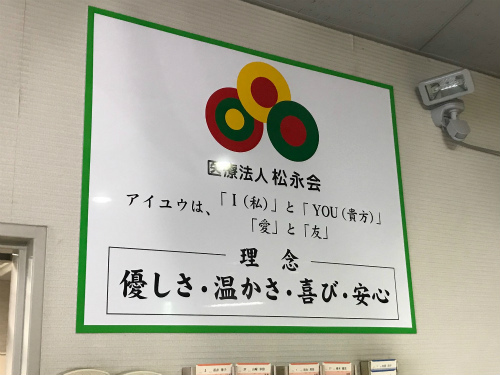 医療法人 松永会
アイユウは、「I(私)」と「YOU(貴方)」
「愛」と「友」
理念
優しさ・温かさ・喜び・安心